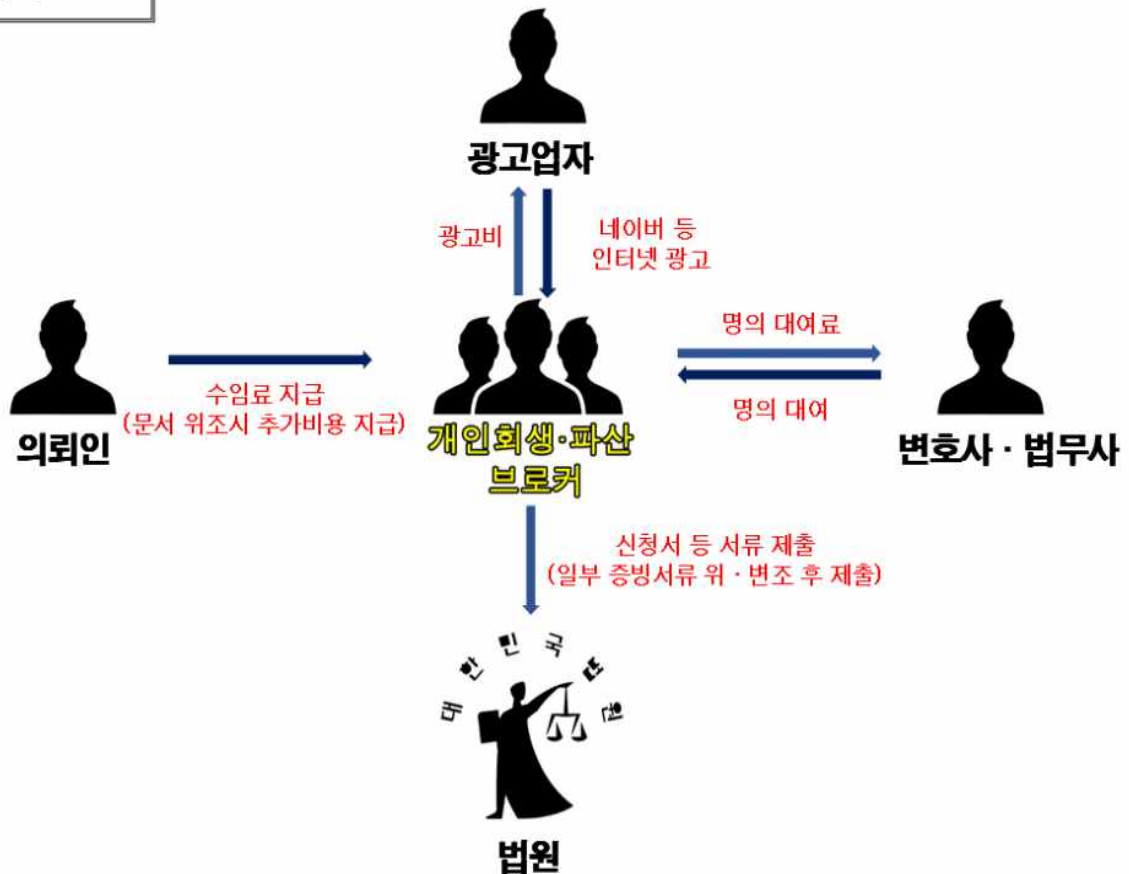 광고업자
광고비
네이버 등
인터넷 광고
명의 대여료
명의 대여
수임료 지급
(문서 위조시 추가비용 지급)
의뢰인
개인회생·파산
브로커
변호사 · 법무사
신청서 등 서류 제출
(일부 증빙서류 위 · 변조 후 제출)
대한민국법원
법원